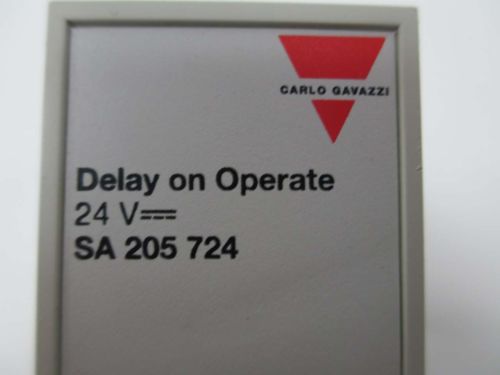 CARLO GAVAZZI
Delay on Operate
24 V⎓
SA 205 724